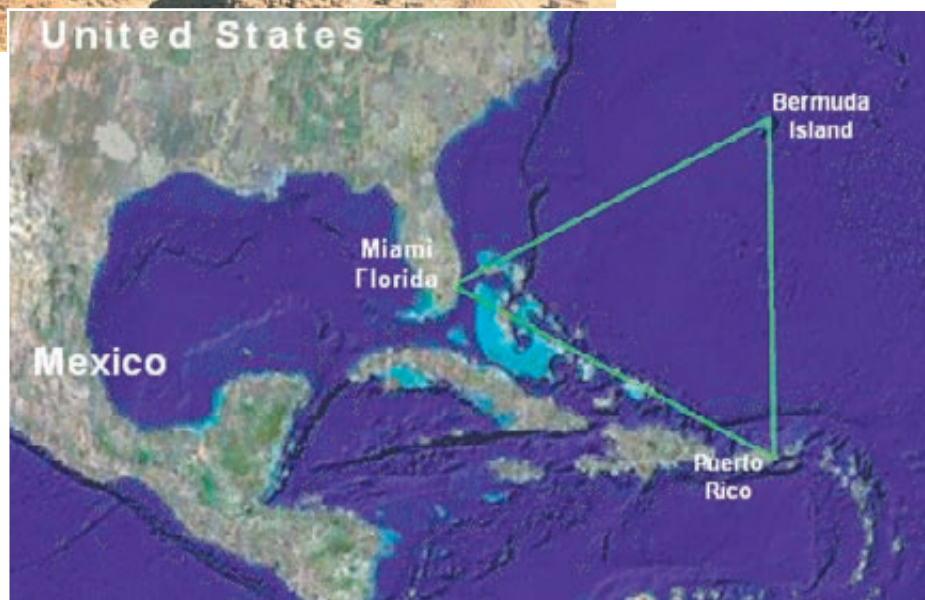 United States
Bermuda
Island
Miami
Florida
Mexico
Puerto
Rico